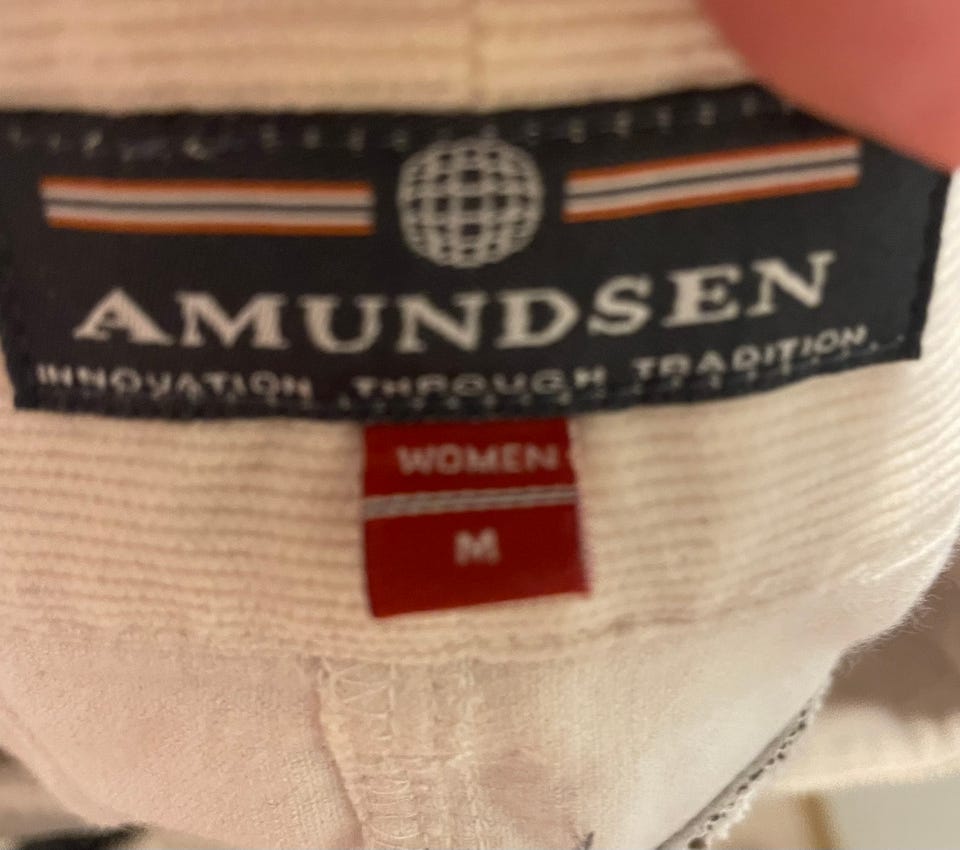 AMUNDSEN
INNOVATION THROUGH TRADITION
WOMEN
M